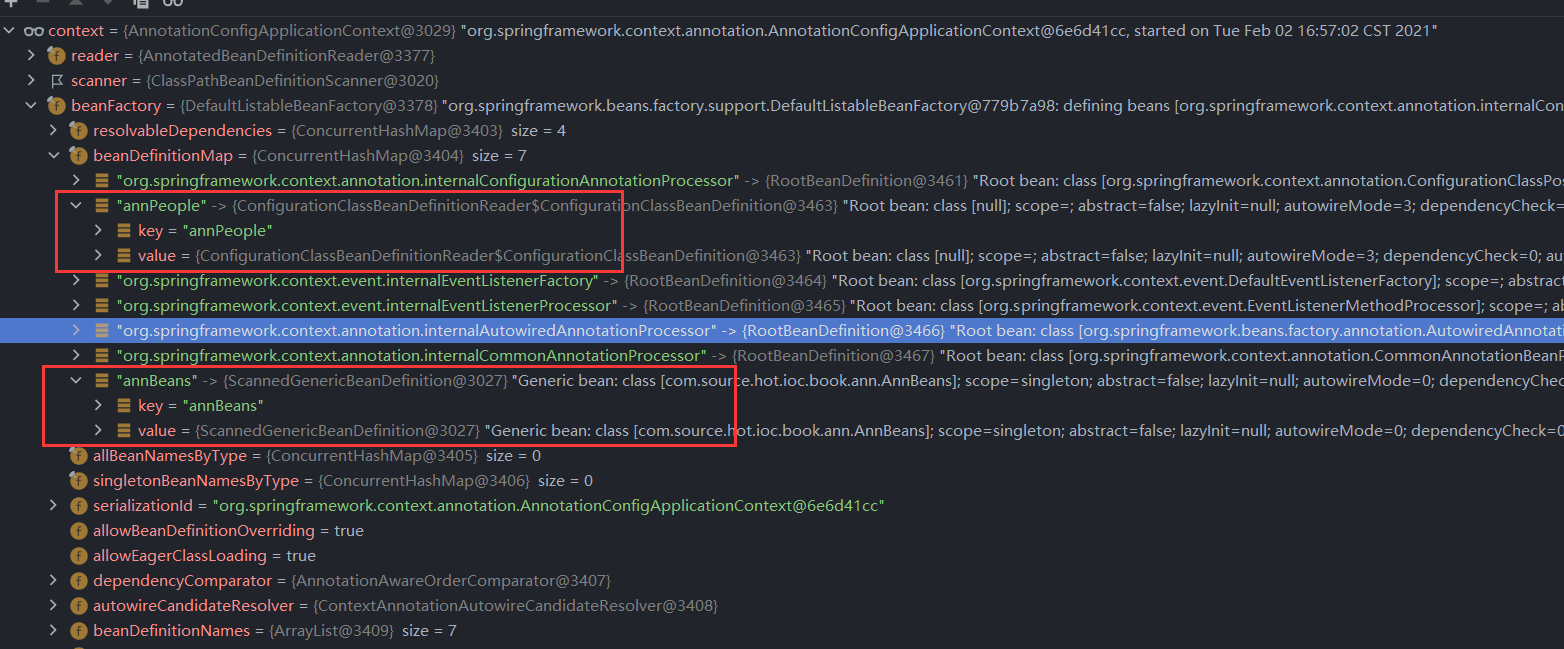 context = {AnnotationConfigApplicationContext@3029} "org.springframework.context.annotation.AnnotationConfigApplicationContext@6e6d41cc, started on Tue Feb 02 16:57:02 CST 2021"
reader = {AnnotatedBeanDefinitionReader@3377}
scanner = {ClassPathBeanDefinitionScanner@3020}
beanFactory = {DefaultListableBeanFactory@3378} "org.springframework.beans.factory.support.DefaultListableBeanFactory@779b7a98: defining beans [org.springframework.context.annotation.internalCon
resolvableDependencies = {ConcurrentHashMap@3403} size = 4
beanDefinitionMap = {ConcurrentHashMap@3404} size = 7
"org.springframework.context.annotation.internalConfigurationAnnotationProcessor" -> {RootBeanDefinition@3461} "Root bean: class [org.springframework.context.annotation.ConfigurationClassPos
"annPeople" -> {ConfigurationClassBeanDefinitionReader$ConfigurationClassBeanDefinition@3463} "Root bean: class [null]; scope=; abstract=false; lazyInit=null; autowireMode=3; dependencyCheck=
key = "annPeople"
value = {ConfigurationClassBeanDefinitionReader$ConfigurationClassBeanDefinition@3463} "Root bean: class [null]; scope=; abstract=false; lazyInit=null; autowireMode=3; dependencyCheck=0; aut
"org.springframework.context.event.internalEventListenerFactory" -> {RootBeanDefinition@3464} "Root bean: class [org.springframework.context.event.DefaultEventListenerFactory]; scope=; abstract
"org.springframework.context.event.internalEventListenerProcessor" -> {RootBeanDefinition@3465} "Root bean: class [org.springframework.context.event.EventListenerMethodProcessor]; scope=; ab
"org.springframework.context.annotation.internalAutowiredAnnotationProcessor" -> {RootBeanDefinition@3466} "Root bean: class [org.springframework.beans.factory.annotation.AutowiredAnnotati
"org.springframework.context.annotation.internalCommonAnnotationProcessor" -> {RootBeanDefinition@3467} "Root bean: class [org.springframework.context.annotation.CommonAnnotationBeanP
"annBeans" -> {ScannedGenericBeanDefinition@3027} "Generic bean: class [com.source.hot.ioc.book.ann.AnnBeans]; scope=singleton; abstract=false; lazyInit=null; autowireMode=0; dependencyChec
key = "annBeans"
value = {ScannedGenericBeanDefinition@3027} "Generic bean: class [com.source.hot.ioc.book.ann.AnnBeans]; scope=singleton; abstract=false; lazyInit=null; autowireMode=0; dependencyCheck=0
allBeanNamesByType = {ConcurrentHashMap@3405} size = 0
singletonBeanNamesByType = {ConcurrentHashMap@3406} size = 0
serializationId = "org.springframework.context.annotation.AnnotationConfigApplicationContext@6e6d41cc"
allowBeanDefinitionOverriding = true
allowEagerClassLoading = true
dependencyComparator = {AnnotationAwareOrderComparator@3407}
autowireCandidateResolver = {ContextAnnotationAutowireCandidateResolver@3408}
beanDefinitionNames = {ArrayList@3409} size = 7